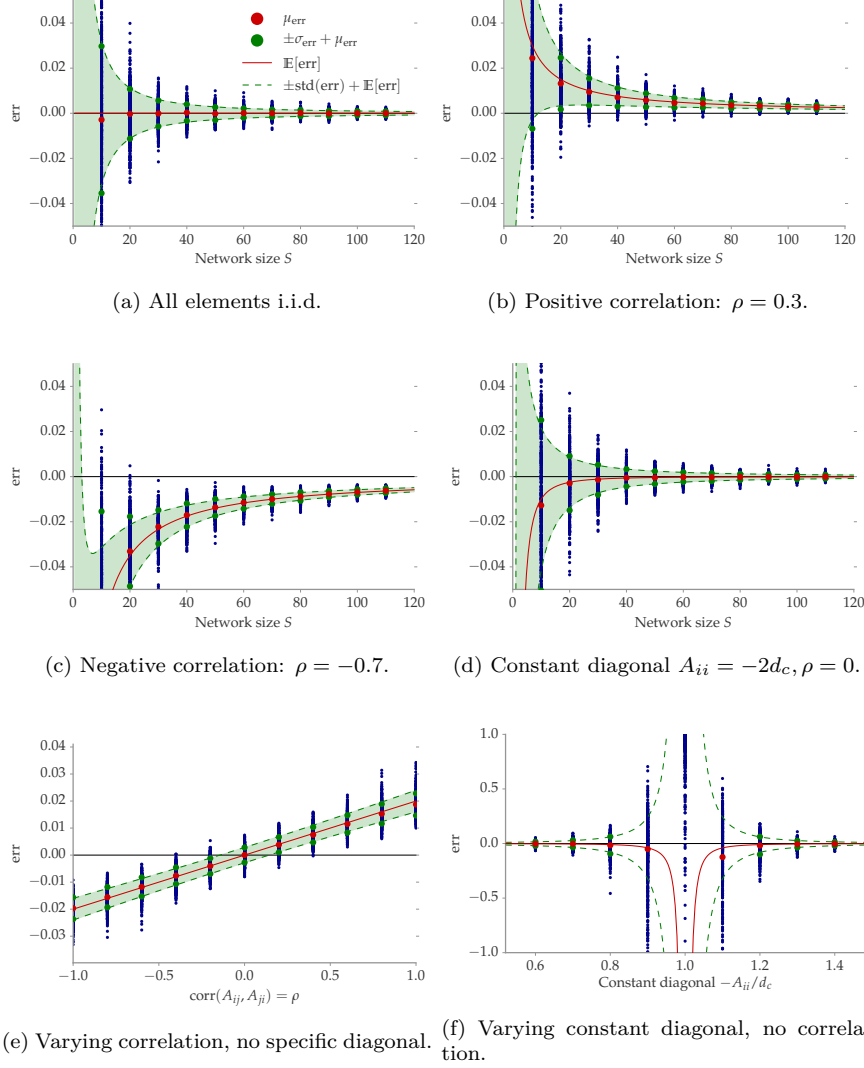 0.04
0.02
0.00
−0.02
−0.04
err
0 20 40 60 80 100 120
Network size S
μerr
±σerr + μerr
𝔼[err]
±std(err) + 𝔼[err]
(a) All elements i.i.d.
0.04
0.02
0.00
−0.02
−0.04
err
0 20 40 60 80 100 120
Network size S
(b) Positive correlation: ρ = 0.3.
0.04
0.02
0.00
−0.02
−0.04
err
0 20 40 60 80 100 120
Network size S
(c) Negative correlation: ρ = −0.7.
0.04
0.02
0.00
−0.02
−0.04
err
0 20 40 60 80 100 120
Network size S
(d) Constant diagonal Aii = −2dc, ρ = 0.
0.04
0.03
0.02
0.01
0.00
−0.01
−0.02
−0.03
err
−1.0 −0.5 0.0 0.5 1.0
corr(Aij, Aji) = ρ
(e) Varying correlation, no specific diagonal.
1.0
0.5
0.0
−0.5
−1.0
err
0.6 0.8 1.0 1.2 1.4
Constant diagonal −Aii/dc
(f) Varying constant diagonal, no correla
tion.